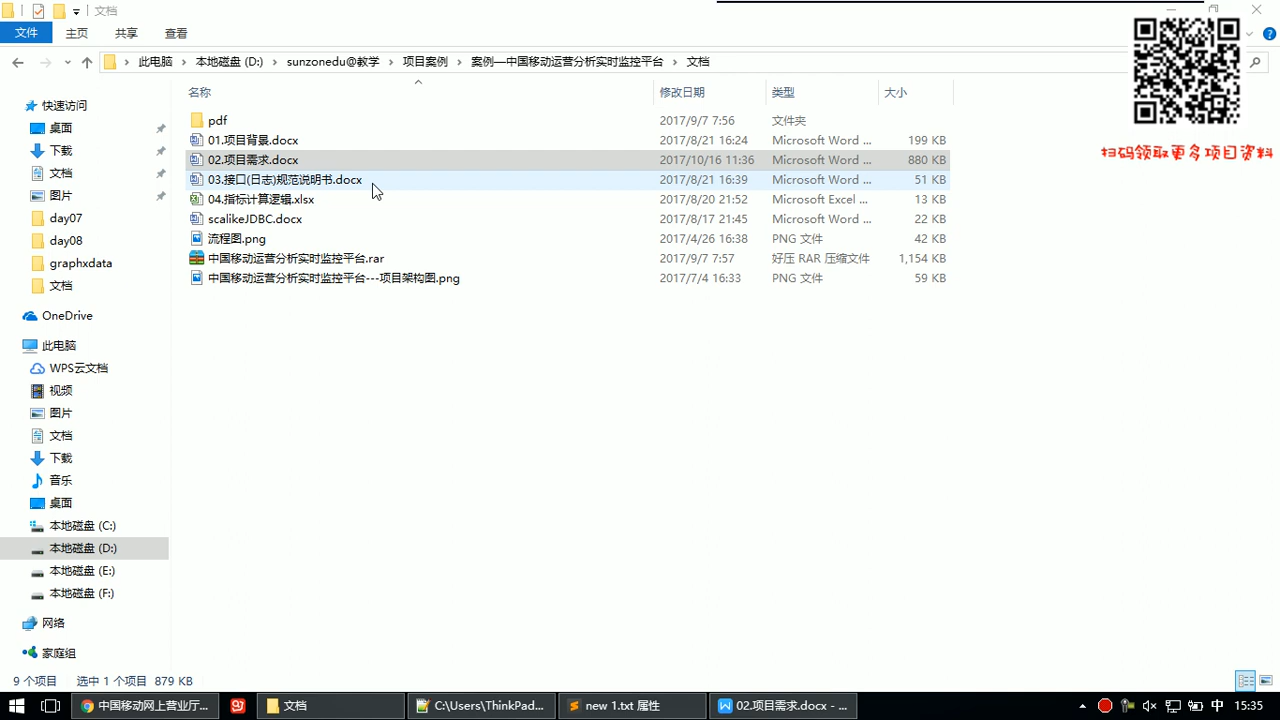 文档
文件 主页 共享 查看
此电脑 本地磁盘 (D:) sunzonedu@教学 项目案例 案例—中国移动运营分析实时监控平台 文档
扫码领取更多项目资料
名称 修改日期 类型 大小
pdf 2017/9/7 7:56 文件夹
01.项目背景.docx 2017/8/21 16:24 Microsoft Word ... 199 KB
02.项目需求.docx 2017/10/16 11:36 Microsoft Word ... 880 KB
03.接口(日志)规范说明书.docx 2017/8/21 16:39 Microsoft Word ... 51 KB
04.指标计算逻辑.xlsx 2017/8/20 21:52 Microsoft Excel ... 13 KB
scalikeJDBC.docx 2017/8/17 21:45 Microsoft Word ... 22 KB
流程图.png 2017/4/26 16:38 PNG 文件 42 KB
中国移动运营分析实时监控平台.rar 2017/9/7 7:57 好压 RAR 压缩文件 1,154 KB
中国移动运营分析实时监控平台---项目架构图.png 2017/7/4 16:33 PNG 文件 59 KB
快速访问
桌面
下载
文档
图片
day07
day08
graphxdata
文档
OneDrive
此电脑
WPS云文档
视频
图片
文档
下载
音乐
桌面
本地磁盘 (C:)
本地磁盘 (D:)
本地磁盘 (E:)
本地磁盘 (F:)
网络
家庭组
9 个项目 选中 1 个项目 879 KB
中国移动网上营业厅... 文档 C:\Users\ThinkPad... new 1.txt 属性 02.项目需求.docx - ... 中 15:35